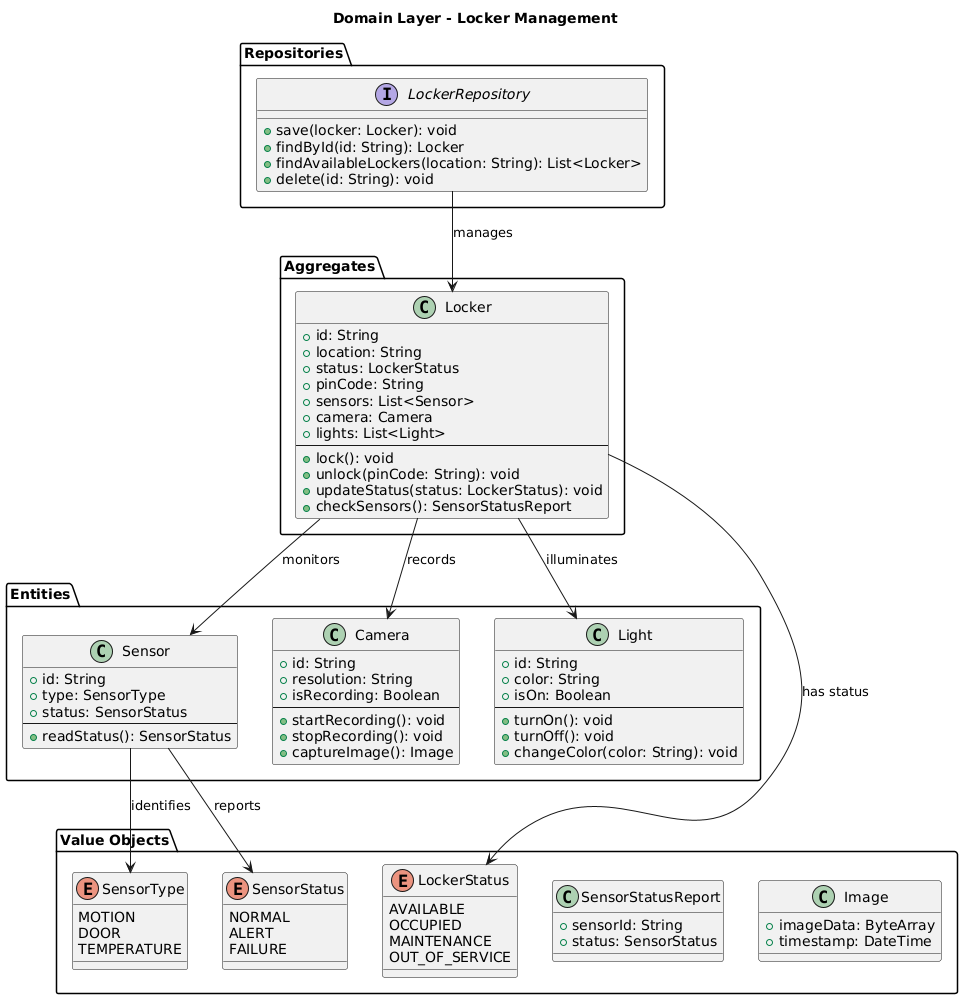 Domain Layer - Locker Management
Repositories
I LockerRepository
save(locker: Locker): void
findById(id: String): Locker
findAvailableLockers(location: String): List<Locker>
delete(id: String): void
manages
Aggregates
C Locker
id: String
location: String
status: LockerStatus
pinCode: String
sensors: List<Sensor>
camera: Camera
lights: List<Light>
lock(): void
unlock(pinCode: String): void
updateStatus(status: LockerStatus): void
checkSensors(): SensorStatusReport
monitors
records
illuminates
has status
Entities
C Sensor
id: String
type: SensorType
status: SensorStatus
readStatus(): SensorStatus
C Camera
id: String
resolution: String
isRecording: Boolean
startRecording(): void
stopRecording(): void
captureImage(): Image
C Light
id: String
color: String
isOn: Boolean
turnOn(): void
turnOff(): void
changeColor(color: String): void
identifies
reports
Value Objects
E SensorType
MOTION
DOOR
TEMPERATURE
E SensorStatus
NORMAL
ALERT
FAILURE
E LockerStatus
AVAILABLE
OCCUPIED
MAINTENANCE
OUT_OF_SERVICE
C SensorStatusReport
sensorId: String
status: SensorStatus
C Image
imageData: ByteArray
timestamp: DateTime